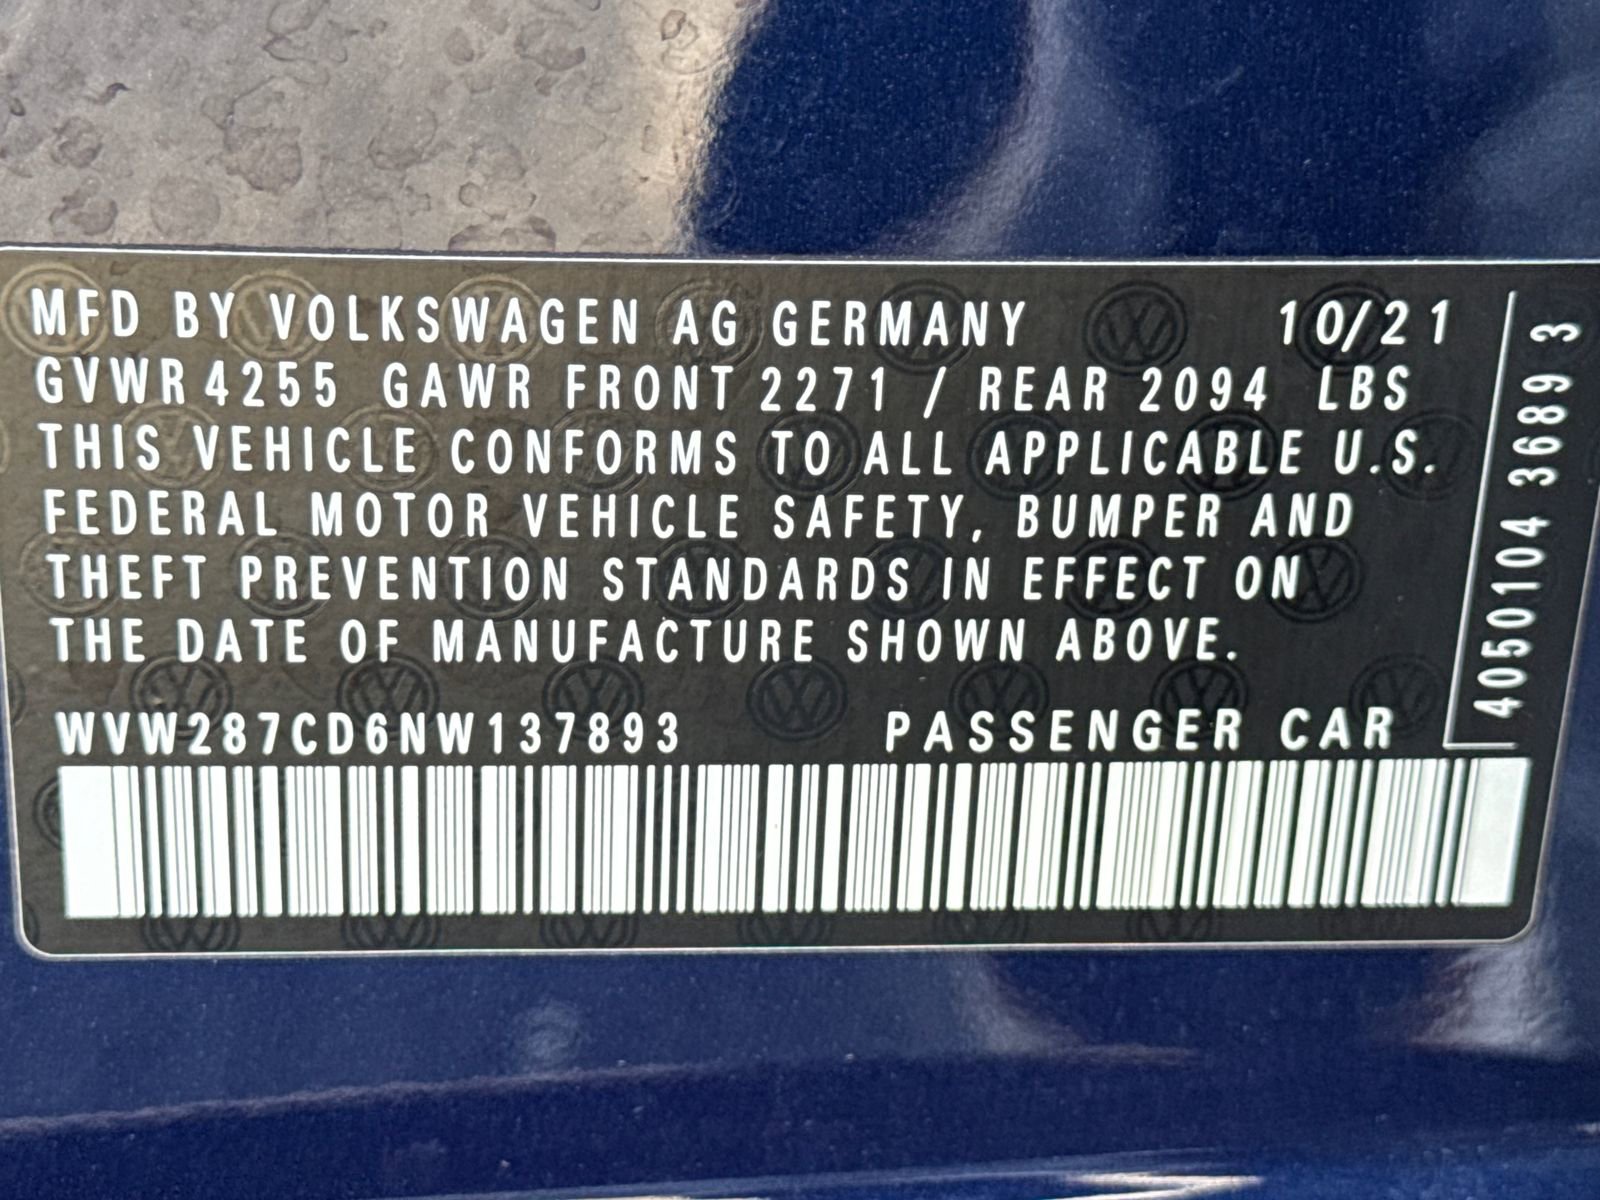 MFD BY VOLKSWAGEN AG GERMANY 10/21
GVWR 4255 GAWR FRONT 2271 / REAR 2094 LBS
THIS VEHICLE CONFORMS TO ALL APPLICABLE U.S.
FEDERAL MOTOR VEHICLE SAFETY, BUMPER AND
THEFT PREVENTION STANDARDS IN EFFECT ON
THE DATE OF MANUFACTURE SHOWN ABOVE.
WVW287CD6NW137893 PASSENGER CAR
4050104 3689 3